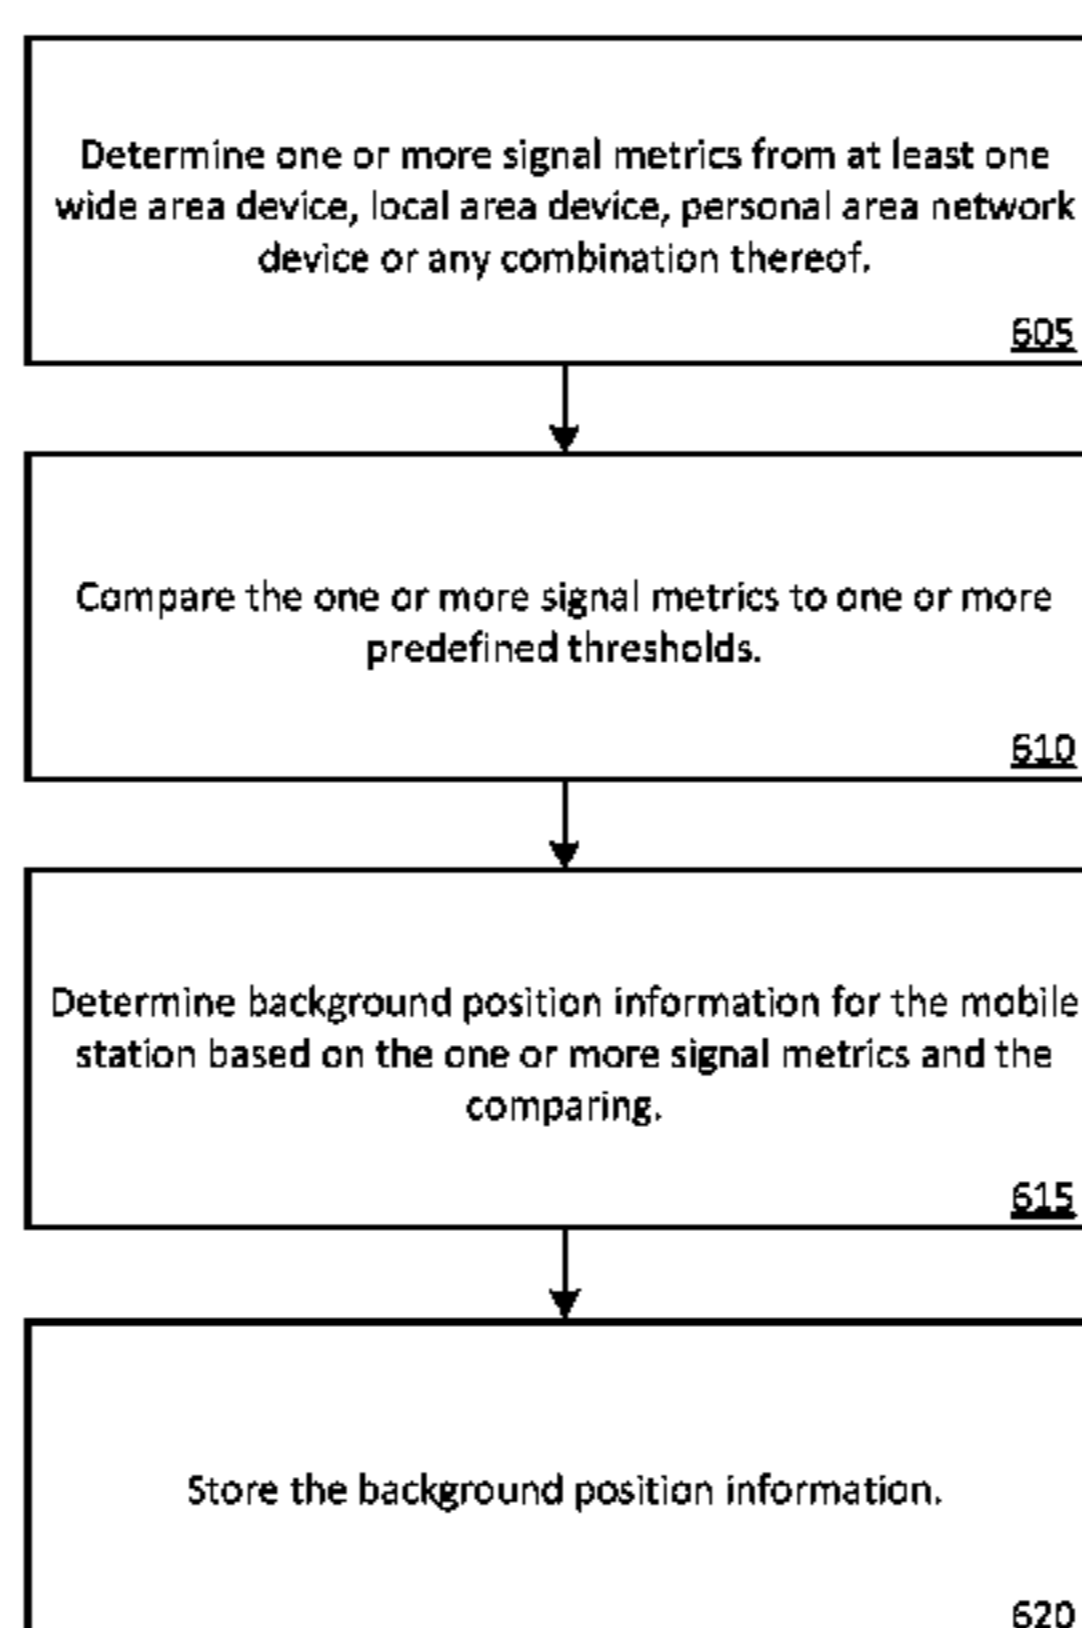 Determine one or more signal metrics from at least one
wide area device, local area device, personal area network
device or any combination thereof.
605
Compare the one or more signal metrics to one or more
predefined thresholds.
610
Determine background position information for the mobile
station based on the one or more signal metrics and the
comparing.
615
Store the background position information.
620